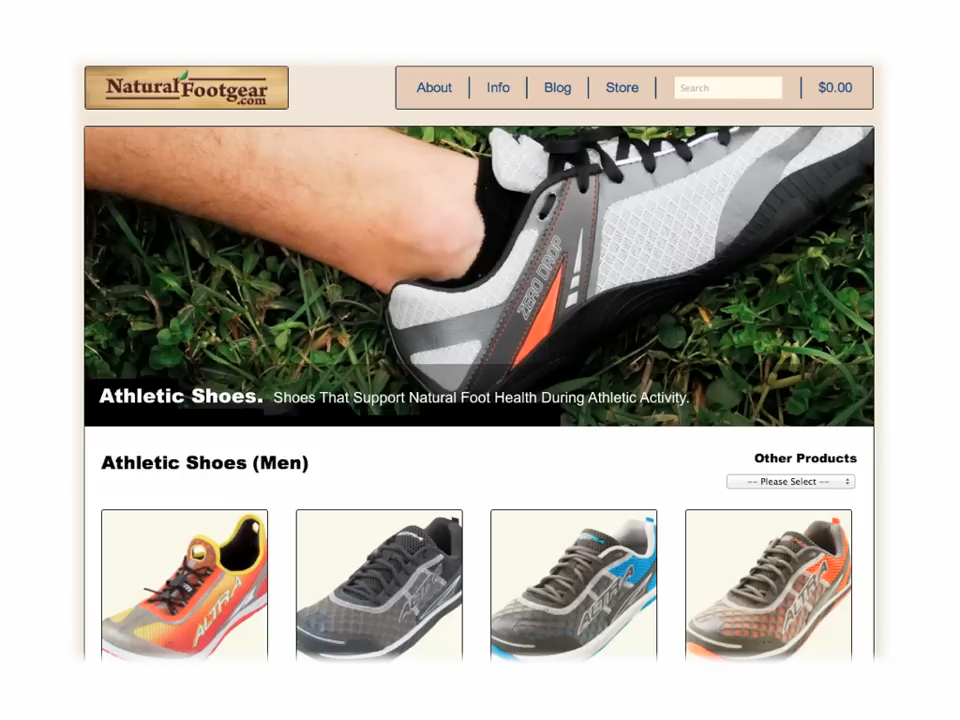 NaturalFootgear
.com
About Info Blog Store Search $0.00
ZERO DROP
Athletic Shoes. Shoes That Support Natural Foot Health During Athletic Activity.
Athletic Shoes (Men)
Other Products
-- Please Select --
ALTRA
ALTRA
ALTRA
ALTRA